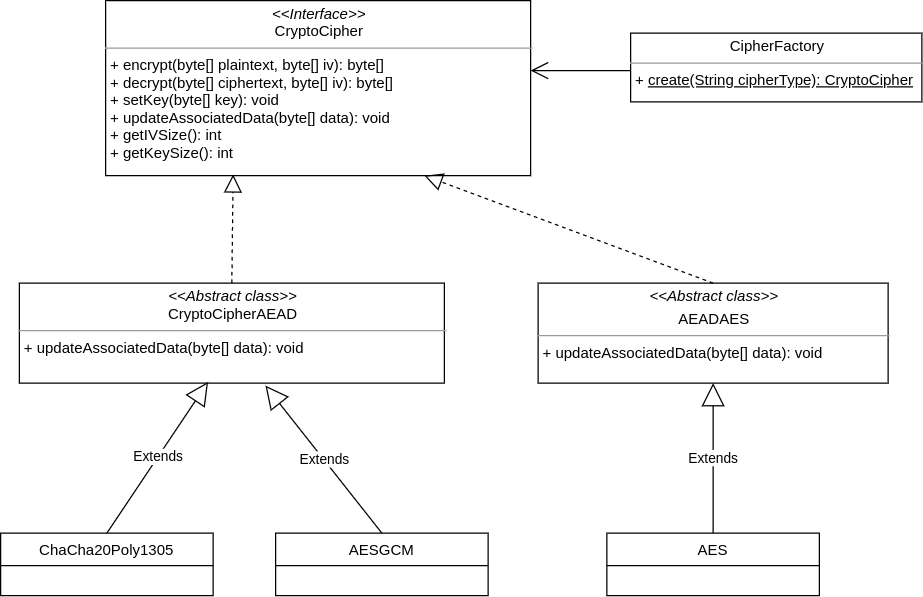 <<Interface>>
CryptoCipher
+ encrypt(byte[] plaintext, byte[] iv): byte[]
+ decrypt(byte[] ciphertext, byte[] iv): byte[]
+ setKey(byte[] key): void
+ updateAssociatedData(byte[] data): void
+ getIVSize(): int
+ getKeySize(): int
CipherFactory
+ create(String cipherType): CryptoCipher
<<Abstract class>>
CryptoCipherAEAD
+ updateAssociatedData(byte[] data): void
<<Abstract class>>
AEADAES
+ updateAssociatedData(byte[] data): void
Extends
Extends
Extends
ChaCha20Poly1305
AESGCM
AES